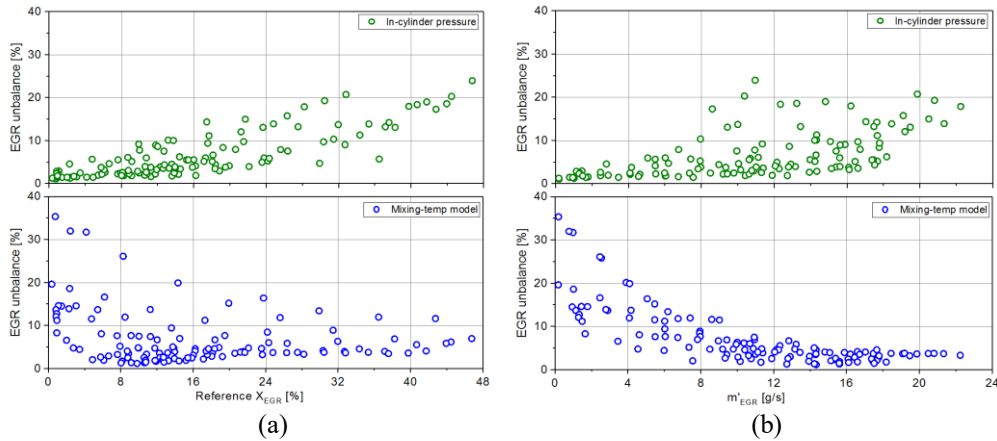 40
30
20
10
0
EGR unbalance [%]
In-cylinder pressure
40
30
20
10
0
EGR unbalance [%]
Mixing-temp model
0 8 16 24 32 40 48
Reference X_EGR [%]
(a)
40
30
20
10
0
EGR unbalance [%]
In-cylinder pressure
40
30
20
10
0
EGR unbalance [%]
Mixing-temp model
0 4 8 12 16 20 24
m'_EGR [g/s]
(b)